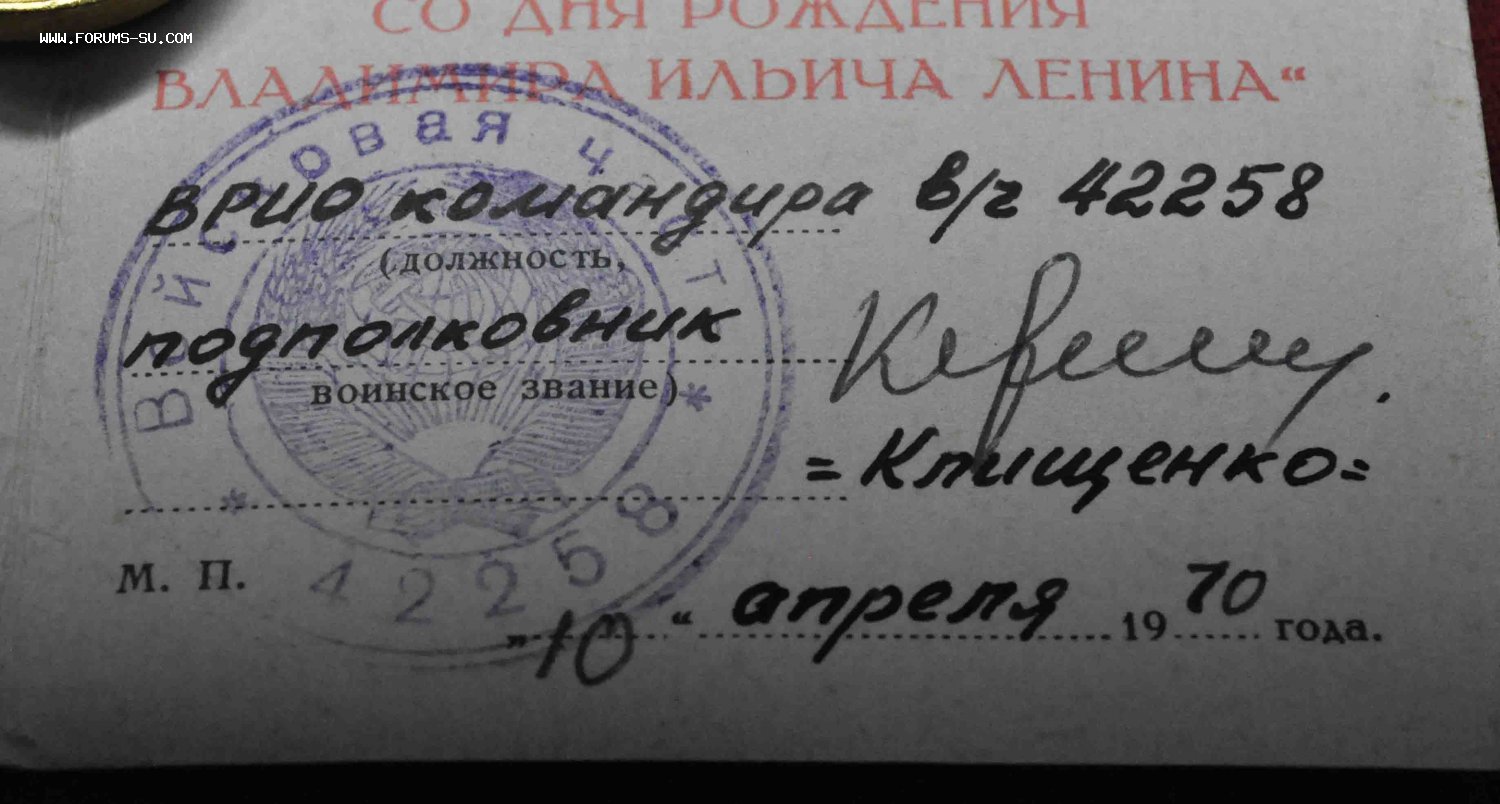 WWW.FORUMS-SU.COM
СО ДНЯ РОЖДЕНИЯ
ВЛАДИМИРА ИЛЬИЧА ЛЕНИНА“
Войсковая част
ВРИО командира в/ч 42258
(должность,
подполковник
воинское звание)
=Клищенко=
М. П.
42258
„10“ апреля 1970 года.